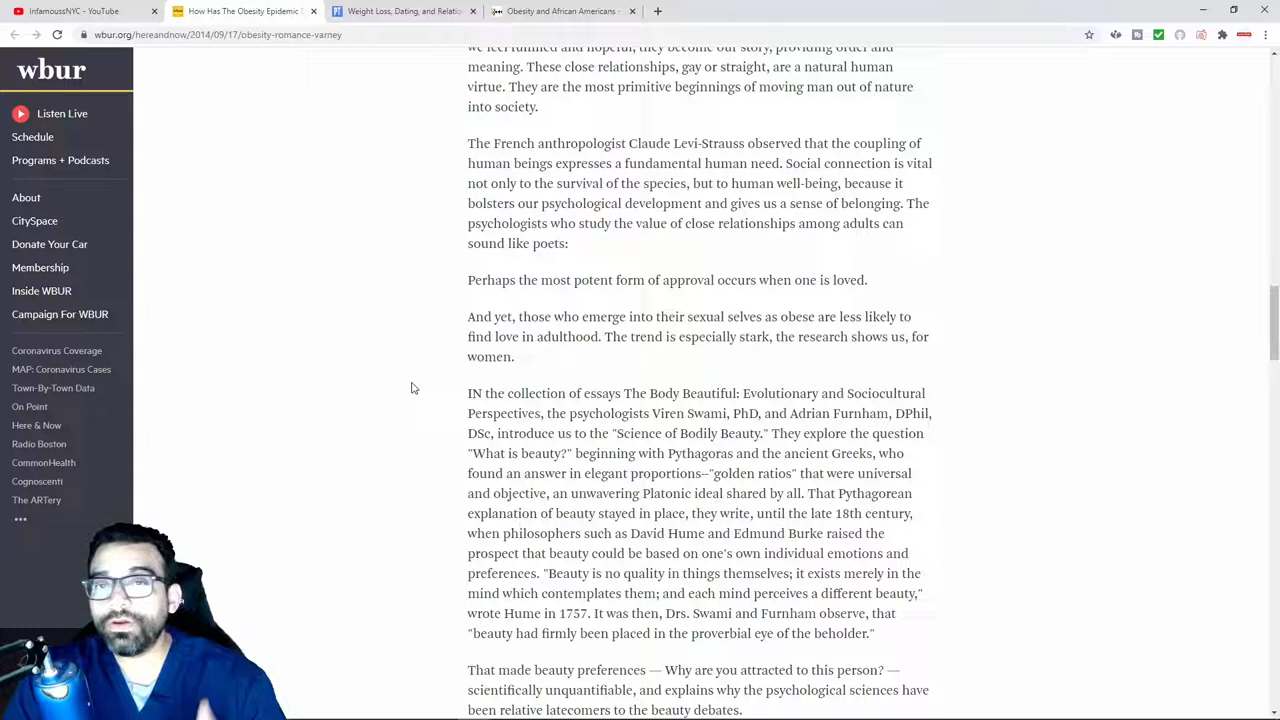 InfamousNYC - YouTube
How Has The Obesity Epidemic
Weight Loss, Dating, and Relatio
Obesity and African Americans -
wbur.org/hereandnow/2014/09/17/obesity-romance-varney
wbur
Listen Live
Schedule
Programs + Podcasts
About
CitySpace
Donate Your Car
Membership
Inside WBUR
Campaign For WBUR
Coronavirus Coverage
MAP: Coronavirus Cases
Town-By-Town Data
On Point
Here & Now
Radio Boston
CommonHealth
Cognoscenti
The ARTery
we feel fulfilled and hopeful, they become our story, providing order and
meaning. These close relationships, gay or straight, are a natural human
virtue. They are the most primitive beginnings of moving man out of nature
into society.
The French anthropologist Claude Levi-Strauss observed that the coupling of
human beings expresses a fundamental human need. Social connection is vital
not only to the survival of the species, but to human well-being, because it
bolsters our psychological development and gives us a sense of belonging. The
psychologists who study the value of close relationships among adults can
sound like poets:
Perhaps the most potent form of approval occurs when one is loved.
And yet, those who emerge into their sexual selves as obese are less likely to
find love in adulthood. The trend is especially stark, the research shows us, for
women.
IN the collection of essays The Body Beautiful: Evolutionary and Sociocultural
Perspectives, the psychologists Viren Swami, PhD, and Adrian Furnham, DPhil,
DSc, introduce us to the "Science of Bodily Beauty." They explore the question
"What is beauty?" beginning with Pythagoras and the ancient Greeks, who
found an answer in elegant proportions--"golden ratios" that were universal
and objective, an unwavering Platonic ideal shared by all. That Pythagorean
explanation of beauty stayed in place, they write, until the late 18th century,
when philosophers such as David Hume and Edmund Burke raised the
prospect that beauty could be based on one's own individual emotions and
preferences. "Beauty is no quality in things themselves; it exists merely in the
mind which contemplates them; and each mind perceives a different beauty,"
wrote Hume in 1757. It was then, Drs. Swami and Furnham observe, that
"beauty had firmly been placed in the proverbial eye of the beholder."
That made beauty preferences — Why are you attracted to this person? —
scientifically unquantifiable, and explains why the psychological sciences have
been relative latecomers to the beauty debates.